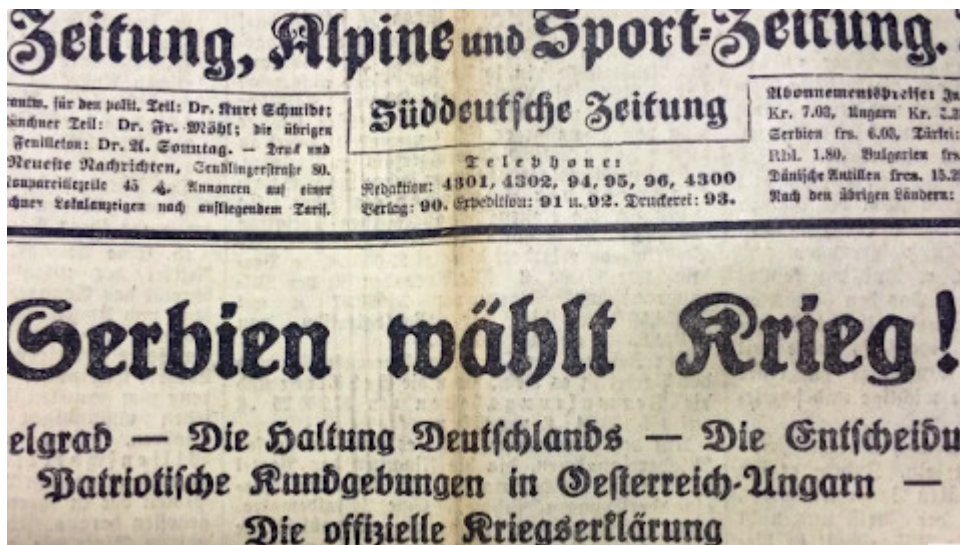 Zeitung, Alpine und Sport-Zeitung.
für den polit. Teil: Dr. Kurt Schmidt;
Teil: Dr. Fr. Möhl; die übrigen
Feuilleton: Dr. A. Sonntag. — Druck und
Neueste Nachrichten, Sendlingerstraße 80.
45 ₰. Annoncen auf einer
Lokalanzeigen nach aufliegendem Tarif.
Süddeutsche Zeitung
Telephone:
Redaktion: 4301, 4302, 94, 95, 96, 4300
Verlag: 90. Expedition: 91 u. 92. Druckerei: 93.
Abonnementspreise:
Kr. 7.03, Ungarn Kr.
Serbien frs. 6.03, Türkei:
Rbl. 1.80, Bulgarien frs.
Dänische Antillen frcs. 15.2
Nach den übrigen Ländern:
Serbien wählt Krieg!
elgrad — Die Haltung Deutschlands — Die Entscheidu
Patriotische Kundgebungen in Oesterreich-Ungarn —
Die offizielle Kriegserklärung